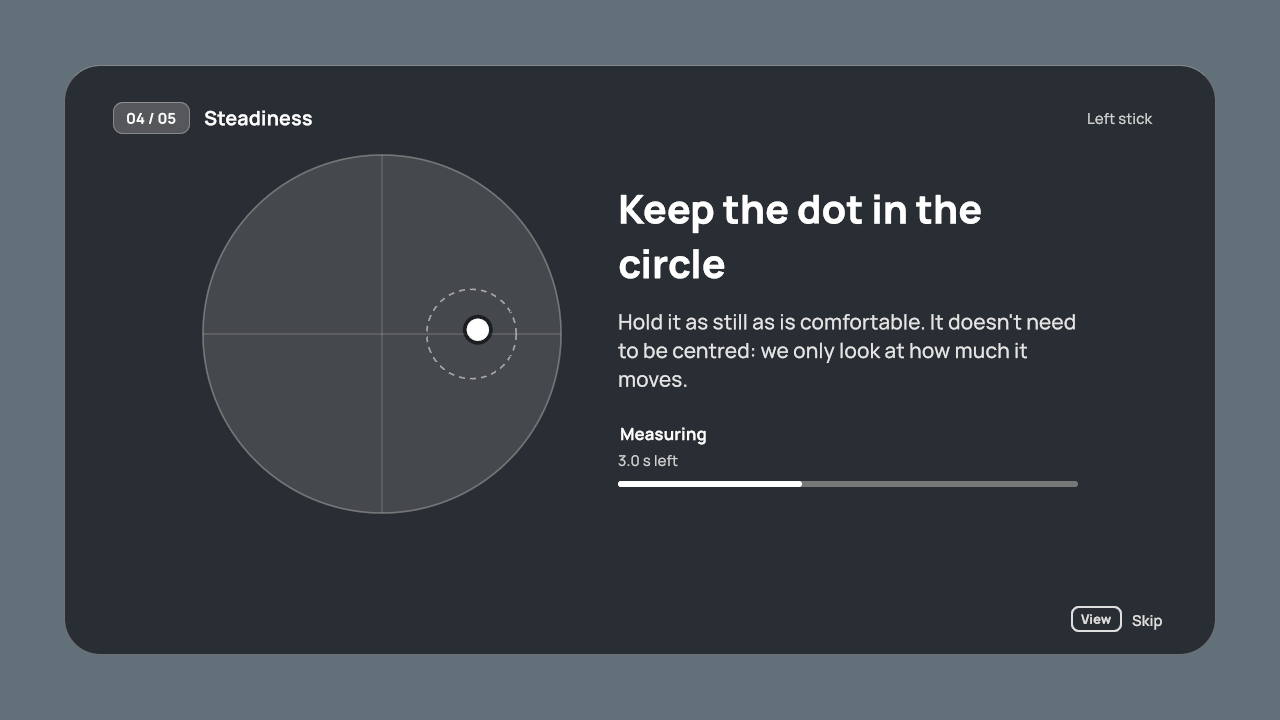 04 / 05
Steadiness
Left stick
Keep the dot in the
circle
Hold it as still as is comfortable. It doesn't need
to be centred: we only look at how much it
moves.
Measuring
3.0 s left
View
Skip